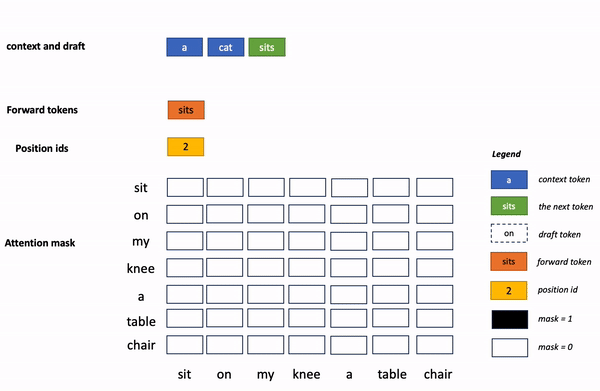 context and draft a cat sits
Forward tokens sits
Position ids 2
Legend
a context token
sits the next token
on draft token
sits forward token
2 position id
mask = 1
mask = 0
Attention mask
sit
on
my
knee
a
table
chair
sit on my knee a table chair